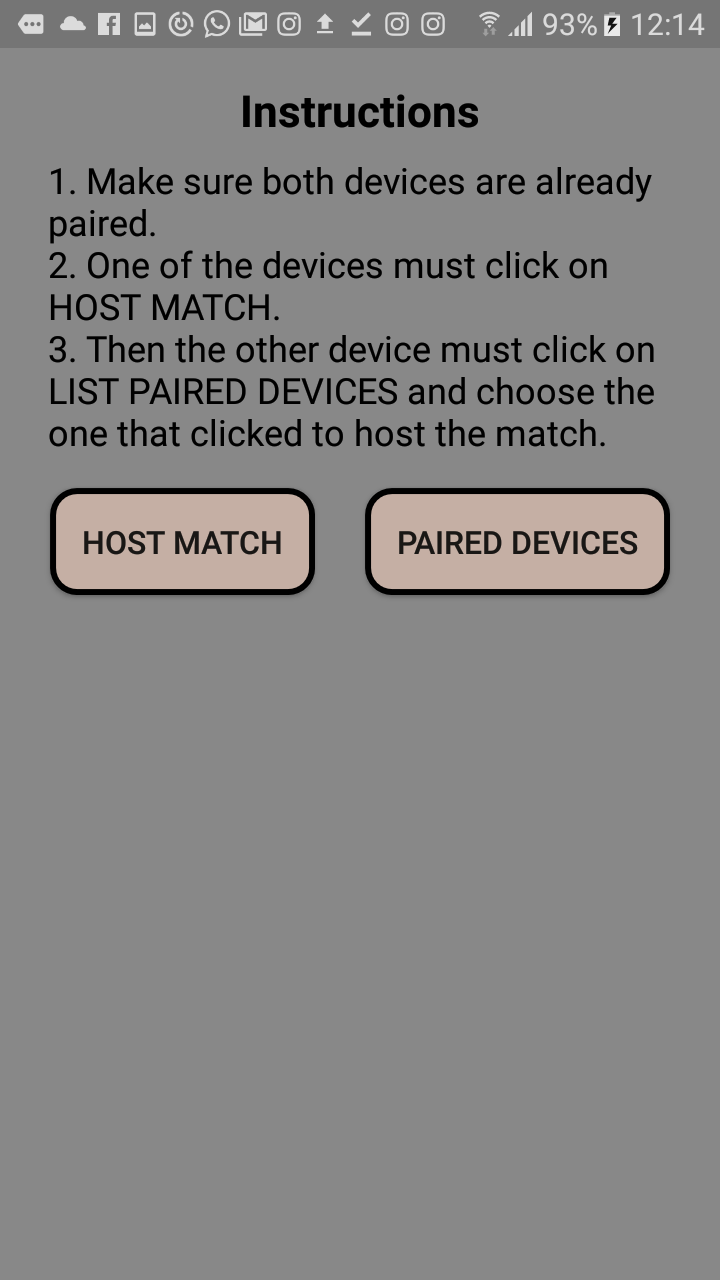 93% 12:14
Instructions
1. Make sure both devices are already
paired.
2. One of the devices must click on
HOST MATCH.
3. Then the other device must click on
LIST PAIRED DEVICES and choose the
one that clicked to host the match.
HOST MATCH PAIRED DEVICES